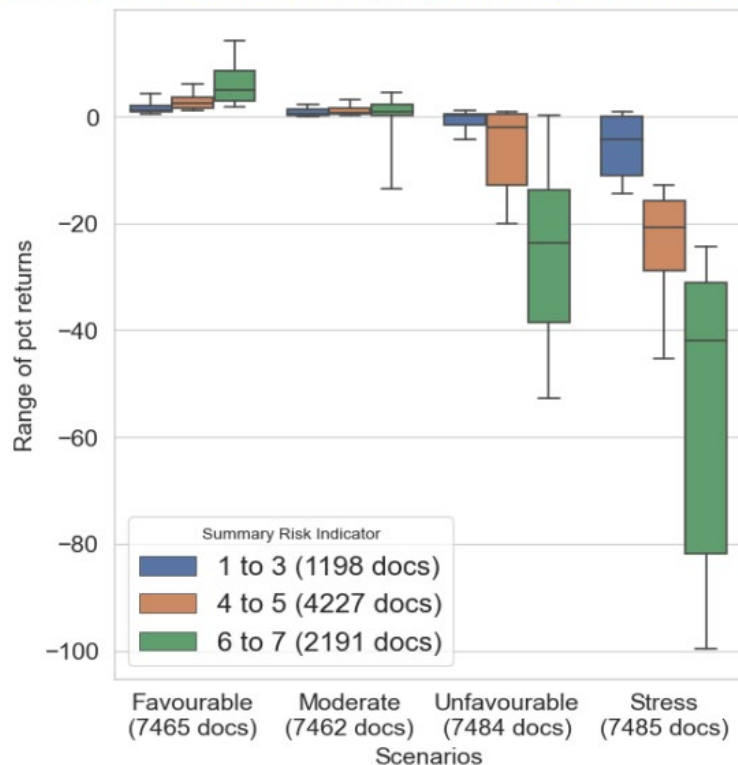 0
−20
−40
−60
−80
−100
Range of pct returns
Summary Risk Indicator
1 to 3 (1198 docs)
4 to 5 (4227 docs)
6 to 7 (2191 docs)
Favourable Moderate Unfavourable Stress
(7465 docs) (7462 docs) (7484 docs) (7485 docs)
Scenarios